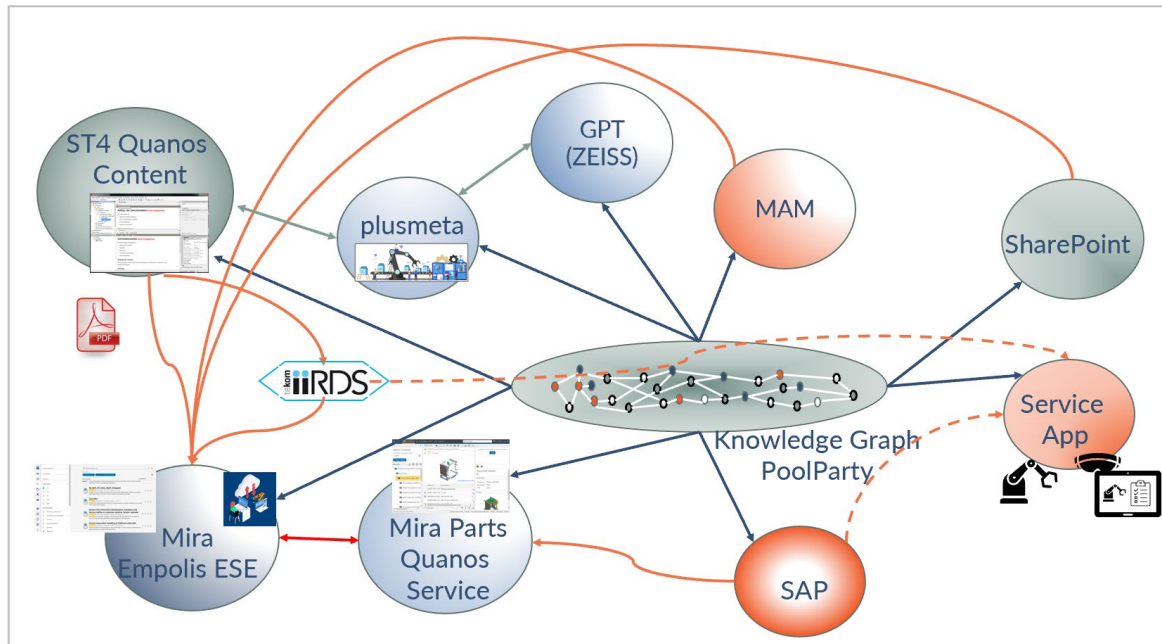 ST4 Quanos
Content
GPT
(ZEISS)
plusmeta
MAM
SharePoint
PDF
tekom
iiRDS
Knowledge Graph
PoolParty
Service
App
Mira
Empolis ESE
Mira Parts
Quanos
Service
SAP